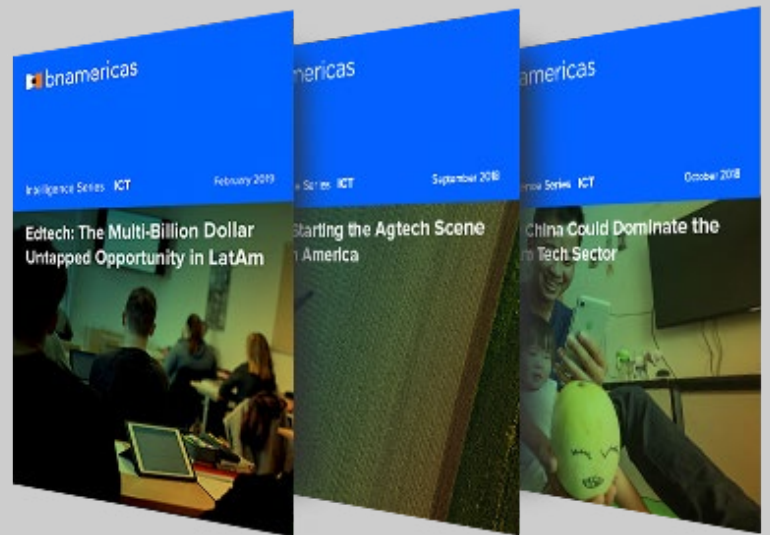 bnamericas
Intelligence Series ICT
February 2019
Edtech: The Multi-Billion Dollar
Untapped Opportunity in LatAm
mericas
e Series ICT
September 2018
Starting the Agtech Scene
America
americas
Series ICT
October 2018
China Could Dominate the
Tech Sector